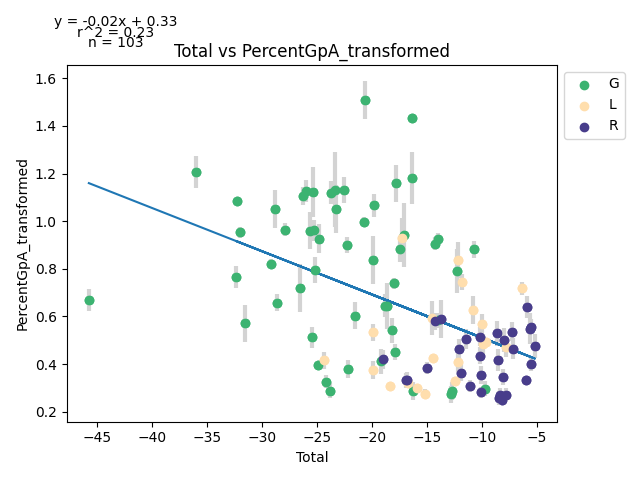 y = -0.02x + 0.33
r^2 = 0.23
n = 103
Total vs PercentGpA_transformed
G
L
R
PercentGpA_transformed
1.6
1.4
1.2
1.0
0.8
0.6
0.4
0.2
−45 −40 −35 −30 −25 −20 −15 −10 −5
Total